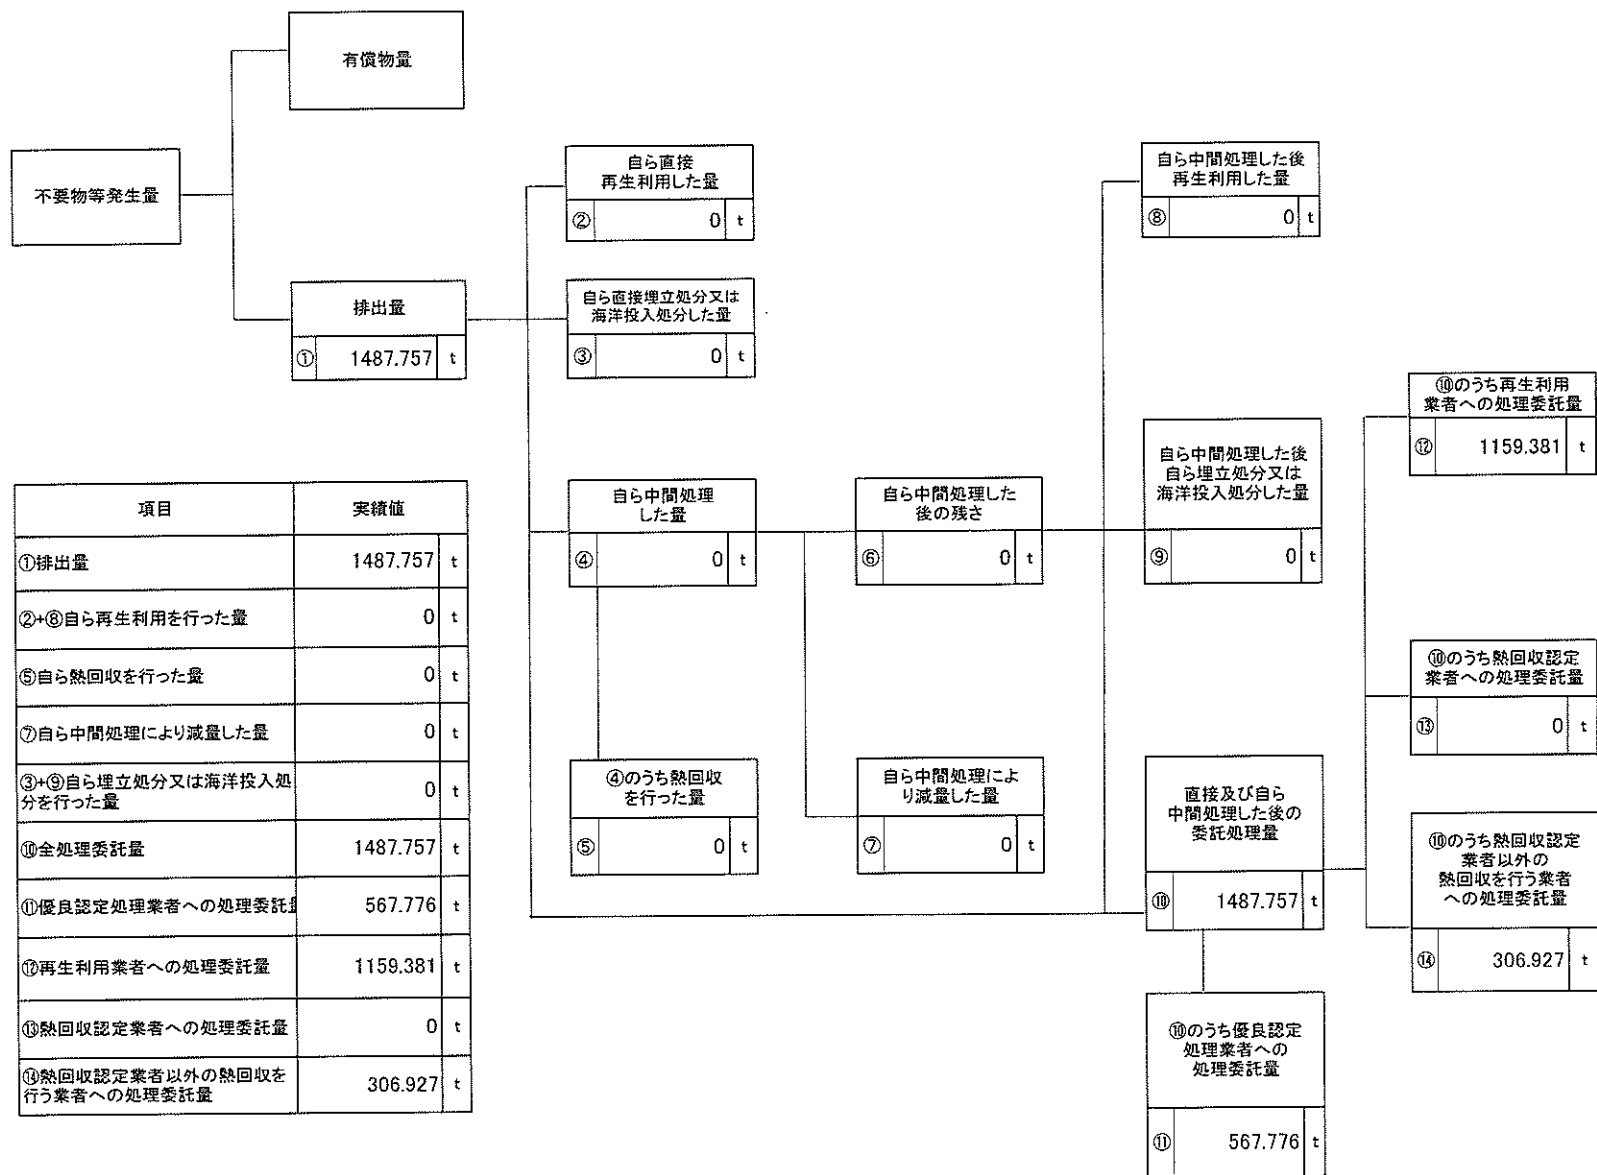 有償物量
不要物等発生量
排出量
① 1487.757 t
自ら直接
再生利用した量
② 0 t
自ら直接埋立処分又は
海洋投入処分した量
③ 0 t
自ら中間処理
した量
④ 0 t
④のうち熱回収
を行った量
⑤ 0 t
自ら中間処理した
後の残さ
⑥ 0 t
自ら中間処理によ
り減量した量
⑦ 0 t
自ら中間処理した後
再生利用した量
⑧ 0 t
自ら中間処理した後
自ら埋立処分又は
海洋投入処分した量
⑨ 0 t
直接及び自ら
中間処理した後の
委託処理量
⑩ 1487.757 t
⑩のうち優良認定
処理業者への
処理委託量
⑪ 567.776 t
⑩のうち再生利用
業者への処理委託量
⑫ 1159.381 t
⑩のうち熱回収認定
業者への処理委託量
⑬ 0 t
⑩のうち熱回収認定
業者以外の
熱回収を行う業者
への処理委託量
⑭ 306.927 t
項目 実績値
①排出量 1487.757 t
②+⑧自ら再生利用を行った量 0 t
⑤自ら熱回収を行った量 0 t
⑦自ら中間処理により減量した量 0 t
③+⑨自ら埋立処分又は海洋投入処
分を行った量 0 t
⑩全処理委託量 1487.757 t
⑪優良認定処理業者への処理委託 567.776 t
⑫再生利用業者への処理委託量 1159.381 t
⑬熱回収認定業者への処理委託量 0 t
⑭熱回収認定業者以外の熱回収を
行う業者への処理委託量 306.927 t